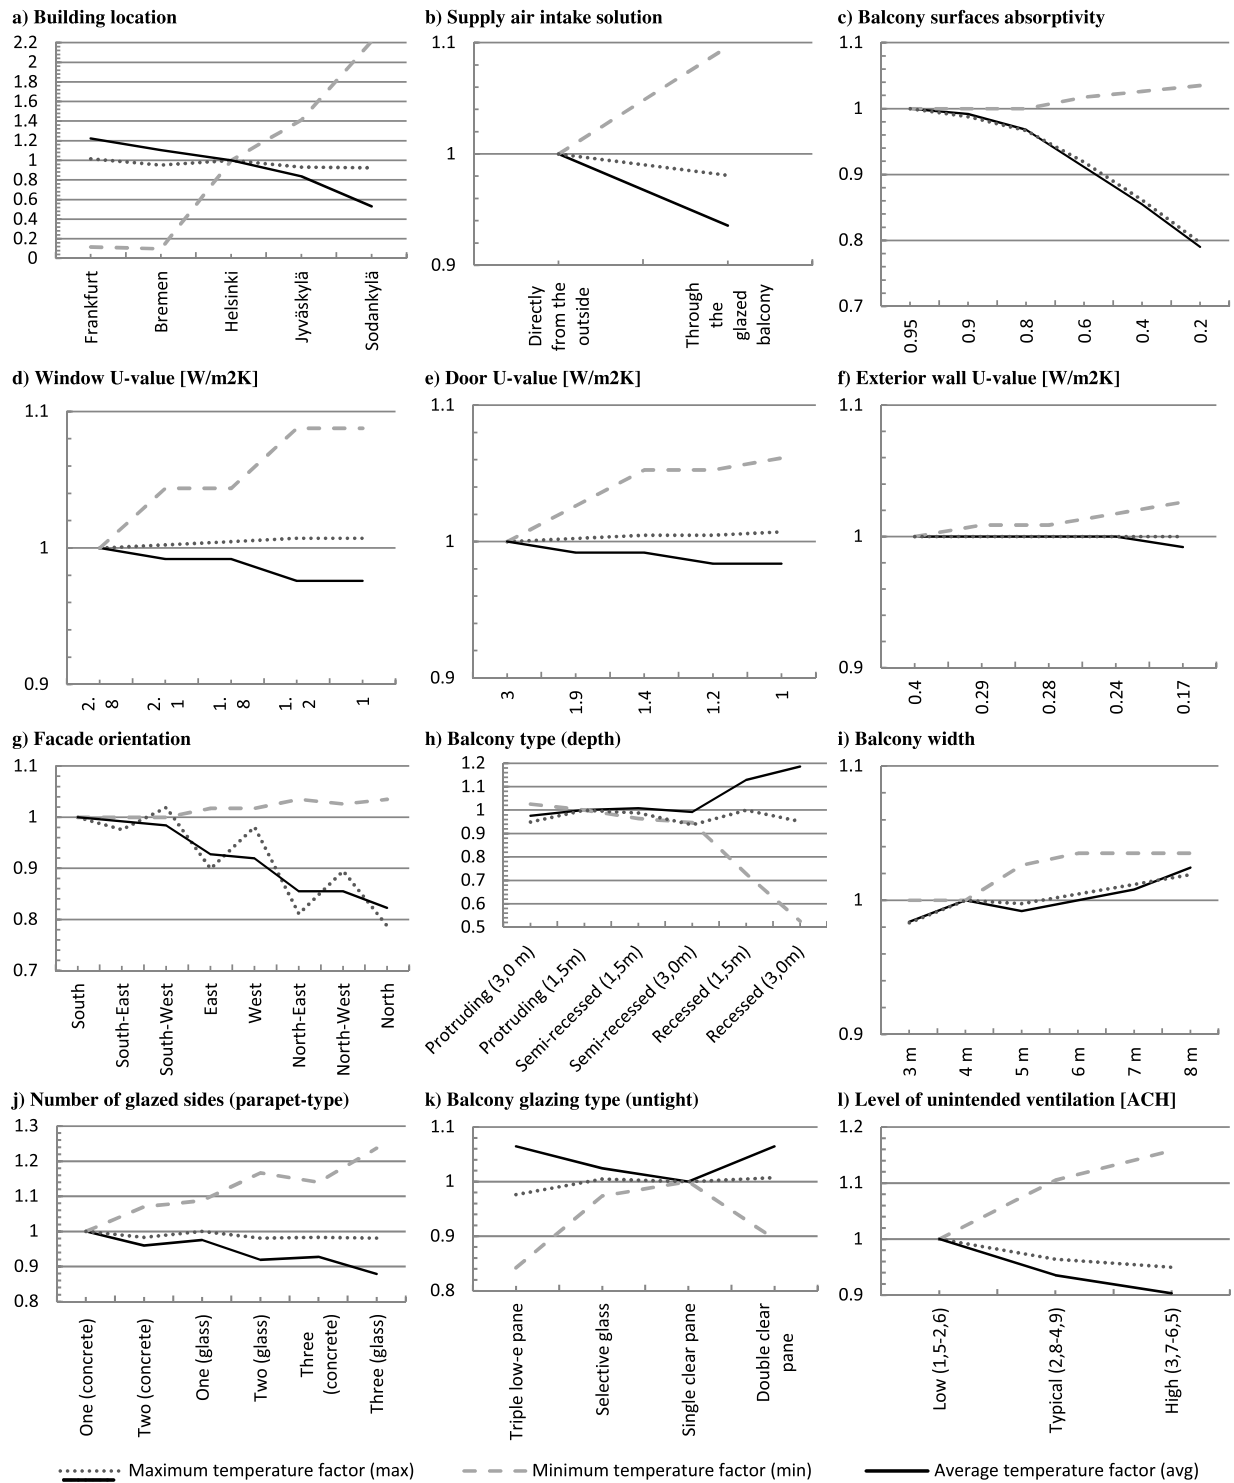 a) Building location
2.2
2
1.8
1.6
1.4
1.2
1
0.8
0.6
0.4
0.2
0
Frankfurt
Bremen
Helsinki
Jyväskylä
Sodankylä
b) Supply air intake solution
1.1
1
0.9
Directly
from the
outside
Through
the
glazed
balcony
c) Balcony surfaces absorptivity
1.1
1
0.9
0.8
0.7
0.95
0.9
0.8
0.6
0.4
0.2
d) Window U-value [W/m2K]
1.1
1
0.9
2.
8
2.
1
1.
8
1.
2
1
e) Door U-value [W/m2K]
1.1
1
0.9
3
1.9
1.4
1.2
1
f) Exterior wall U-value [W/m2K]
1.1
1
0.9
0.4
0.29
0.28
0.24
0.17
g) Facade orientation
1.1
1
0.9
0.8
0.7
South
South-East
South-West
East
West
North-East
North-West
North
h) Balcony type (depth)
1.2
1.1
1
0.9
0.8
0.7
0.6
0.5
Protruding (3,0 m)
Protruding (1,5m)
Semi-recessed (1,5m)
Semi-recessed (3,0m)
Recessed (1,5m)
Recessed (3,0m)
i) Balcony width
1.1
1
0.9
3 m
4 m
5 m
6 m
7 m
8 m
j) Number of glazed sides (parapet-type)
1.3
1.2
1.1
1
0.9
0.8
One (concrete)
Two (concrete)
One (glass)
Two (glass)
Three
(concrete)
Three (glass)
k) Balcony glazing type (untight)
1.1
1
0.9
0.8
Triple low-e pane
Selective glass
Single clear pane
Double clear
pane
l) Level of unintended ventilation [ACH]
1.2
1.1
1
0.9
Low (1,5-2,6)
Typical (2,8-4,9)
High (3,7-6,5)
Maximum temperature factor (max)
Minimum temperature factor (min)
Average temperature factor (avg)